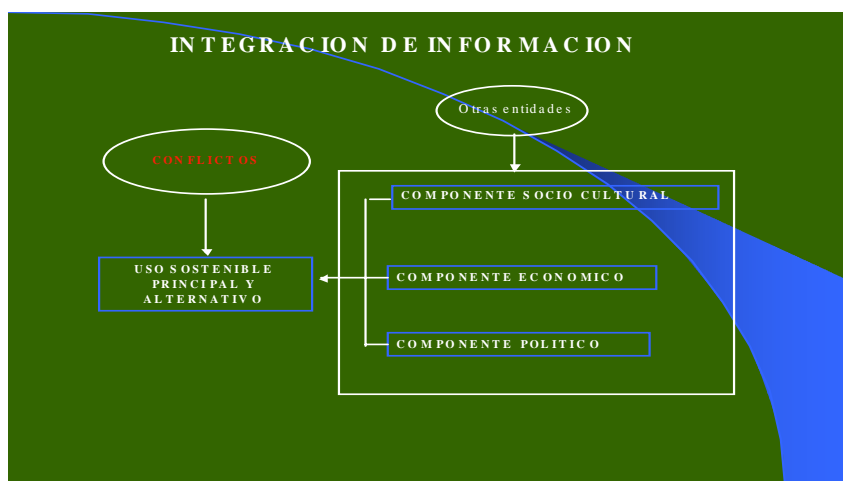 INTEGRACION DE INFORMACION
Otras entidades
CONFLICTOS
COMPONENTE SOCIO CULTURAL
USO SOSTENIBLE
PRINCIPAL Y
ALTERNATIVO
COMPONENTE ECONOMICO
COMPONENTE POLITICO